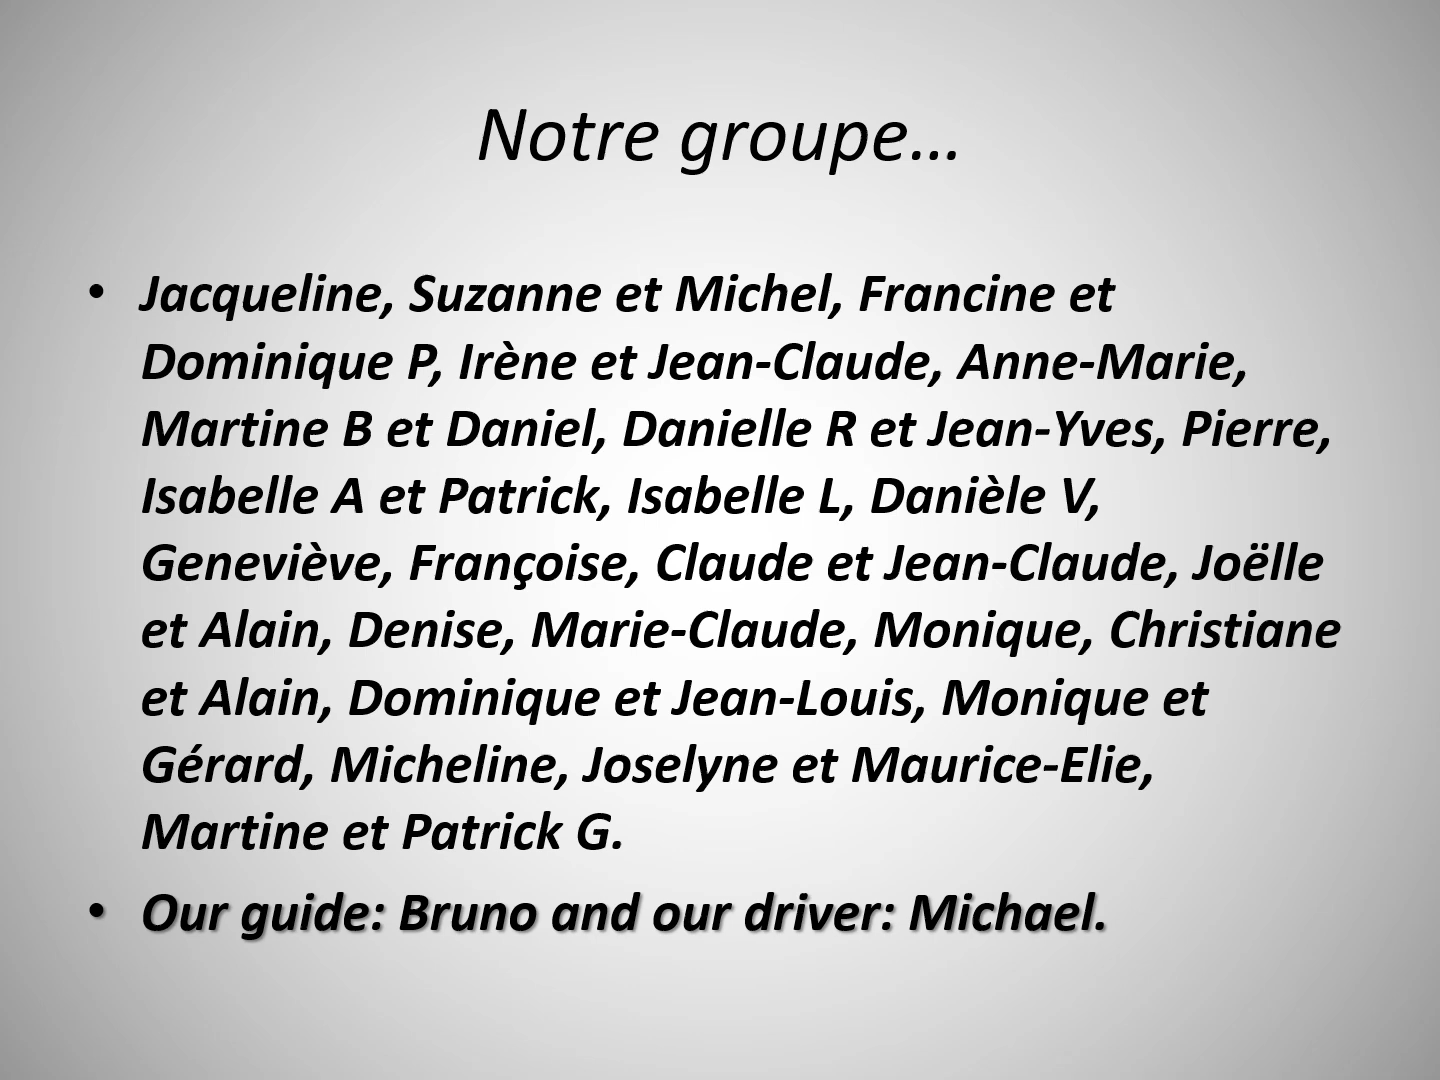 Notre groupe…
• Jacqueline, Suzanne et Michel, Francine et
Dominique P, Irène et Jean-Claude, Anne-Marie,
Martine B et Daniel, Danielle R et Jean-Yves, Pierre,
Isabelle A et Patrick, Isabelle L, Danièle V,
Geneviève, Françoise, Claude et Jean-Claude, Joëlle
et Alain, Denise, Marie-Claude, Monique, Christiane
et Alain, Dominique et Jean-Louis, Monique et
Gérard, Micheline, Joselyne et Maurice-Elie,
Martine et Patrick G.
• Our guide: Bruno and our driver: Michael.